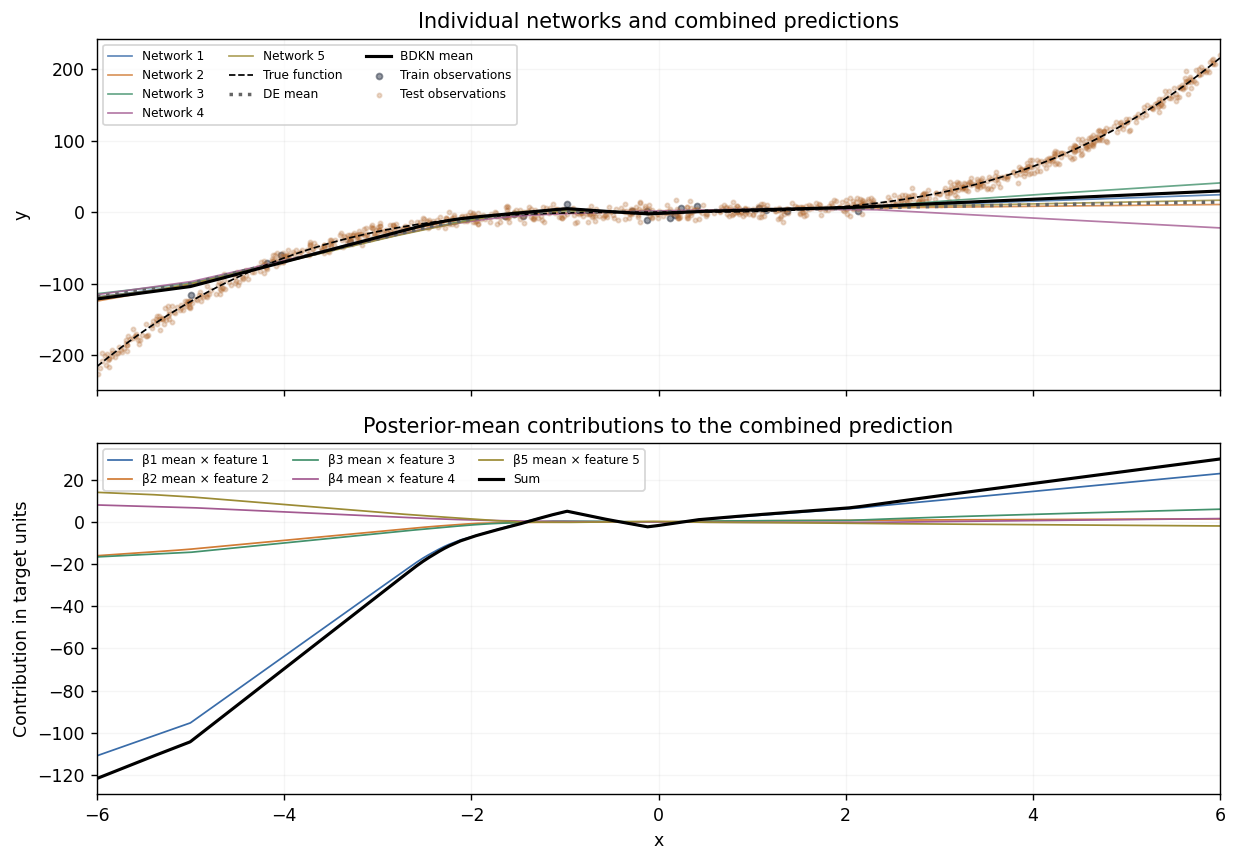 Individual networks and combined predictions
Network 1
Network 2
Network 3
Network 4
Network 5
True function
DE mean
BDKN mean
Train observations
Test observations
200
100
0
−100
−200
y
Posterior-mean contributions to the combined prediction
β1 mean × feature 1
β2 mean × feature 2
β3 mean × feature 3
β4 mean × feature 4
β5 mean × feature 5
Sum
20
0
−20
−40
−60
−80
−100
−120
Contribution in target units
−6
−4
−2
0
2
4
6
x